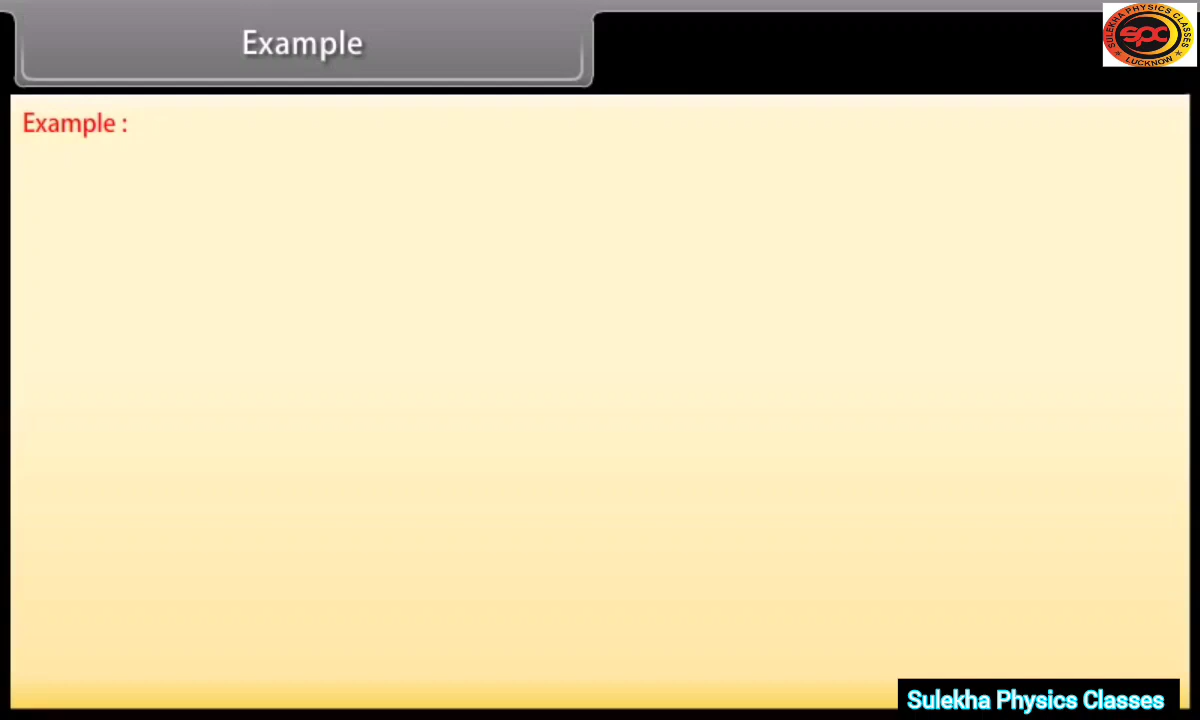 Example
SULEKHA PHYSICS CLASSES
SPC
LUCKNOW
Example :
Sulekha Physics Classes